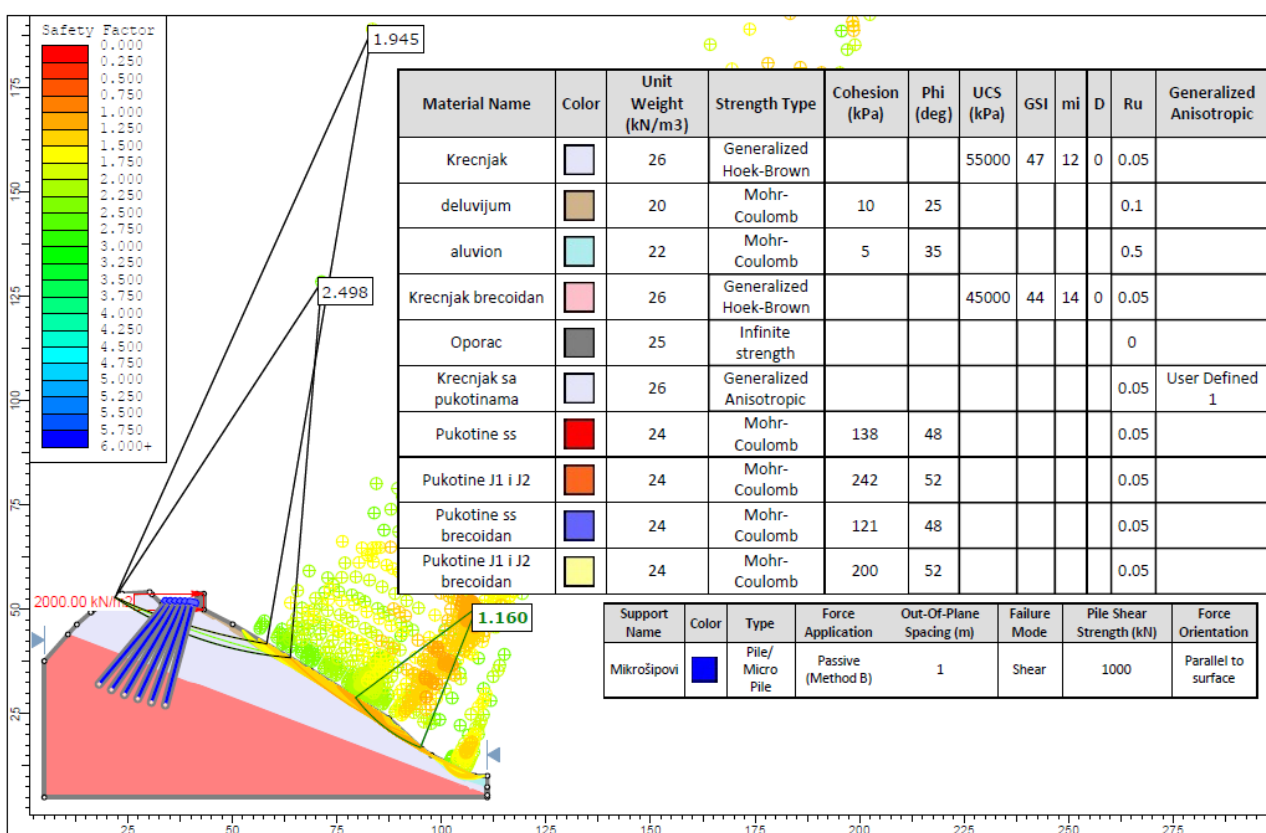 Safety Factor
0.000
0.250
0.500
0.750
1.000
1.250
1.500
1.750
2.000
2.250
2.500
2.750
3.000
3.250
3.500
3.750
4.000
4.250
4.500
4.750
5.000
5.250
5.500
5.750
6.000+
1.945
2.498
1.160
2000.00 kN/m2
Material Name Color Unit Weight (kN/m3) Strength Type Cohesion (kPa) Phi (deg) UCS (kPa) GSI mi D Ru Generalized Anisotropic
Krecnjak 26 Generalized Hoek-Brown 55000 47 12 0 0.05
deluvijum 20 Mohr-Coulomb 10 25 0.1
aluvion 22 Mohr-Coulomb 5 35 0.5
Krecnjak brecoidan 26 Generalized Hoek-Brown 45000 44 14 0 0.05
Oporac 25 Infinite strength 0
Krecnjak sa pukotinama 26 Generalized Anisotropic 0.05 User Defined 1
Pukotine ss 24 Mohr-Coulomb 138 48 0.05
Pukotine J1 i J2 24 Mohr-Coulomb 242 52 0.05
Pukotine ss brecoidan 24 Mohr-Coulomb 121 48 0.05
Pukotine J1 i J2 brecoidan 24 Mohr-Coulomb 200 52 0.05
Support Name Color Type Force Application Out-Of-Plane Spacing (m) Failure Mode Pile Shear Strength (kN) Force Orientation
Mikrošipovi Pile/ Micro Pile Passive (Method B) 1 Shear 1000 Parallel to surface
175
150
125
100
75
50
25
25 50 75 100 125 150 175 200 225 250 275